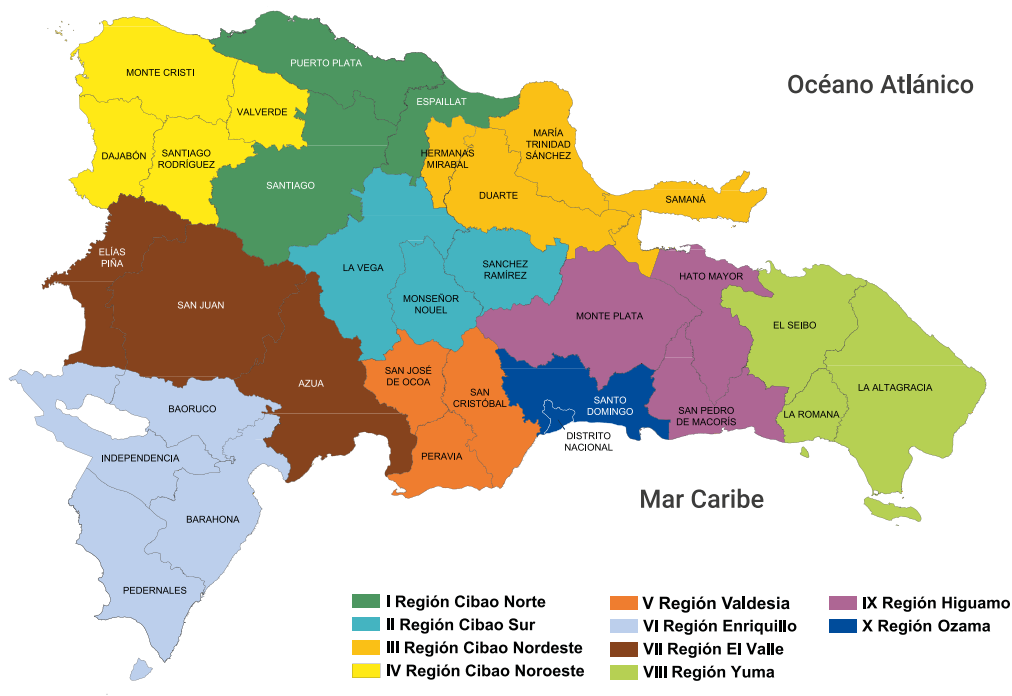 PUERTO PLATA
MONTE CRISTI
Océano Atlánico
ESPAILLAT
VALVERDE
MARÍA
TRINIDAD
SÁNCHEZ
DAJABÓN
SANTIAGO
RODRÍGUEZ
HERMANAS
MIRABAL
SANTIAGO
DUARTE
SAMANÁ
ELÍAS
PIÑA
LA VEGA
SANCHEZ
RAMÍREZ
HATO MAYOR
SAN JUAN
MONSEÑOR
NOUEL
MONTE PLATA
EL SEIBO
SAN JOSÉ
DE OCOA
AZUA
LA ALTAGRACIA
SAN
CRISTÓBAL
SANTO
DOMINGO
BAORUCO
SAN PEDRO
DE MACORÍS
LA ROMANA
DISTRITO
NACIONAL
INDEPENDENCIA
PERAVIA
Mar Caribe
BARAHONA
PEDERNALES
I Región Cibao Norte
II Región Cibao Sur
III Región Cibao Nordeste
IV Región Cibao Noroeste
V Región Valdesia
VI Región Enriquillo
VII Región El Valle
VIII Región Yuma
IX Región Higuamo
X Región Ozama